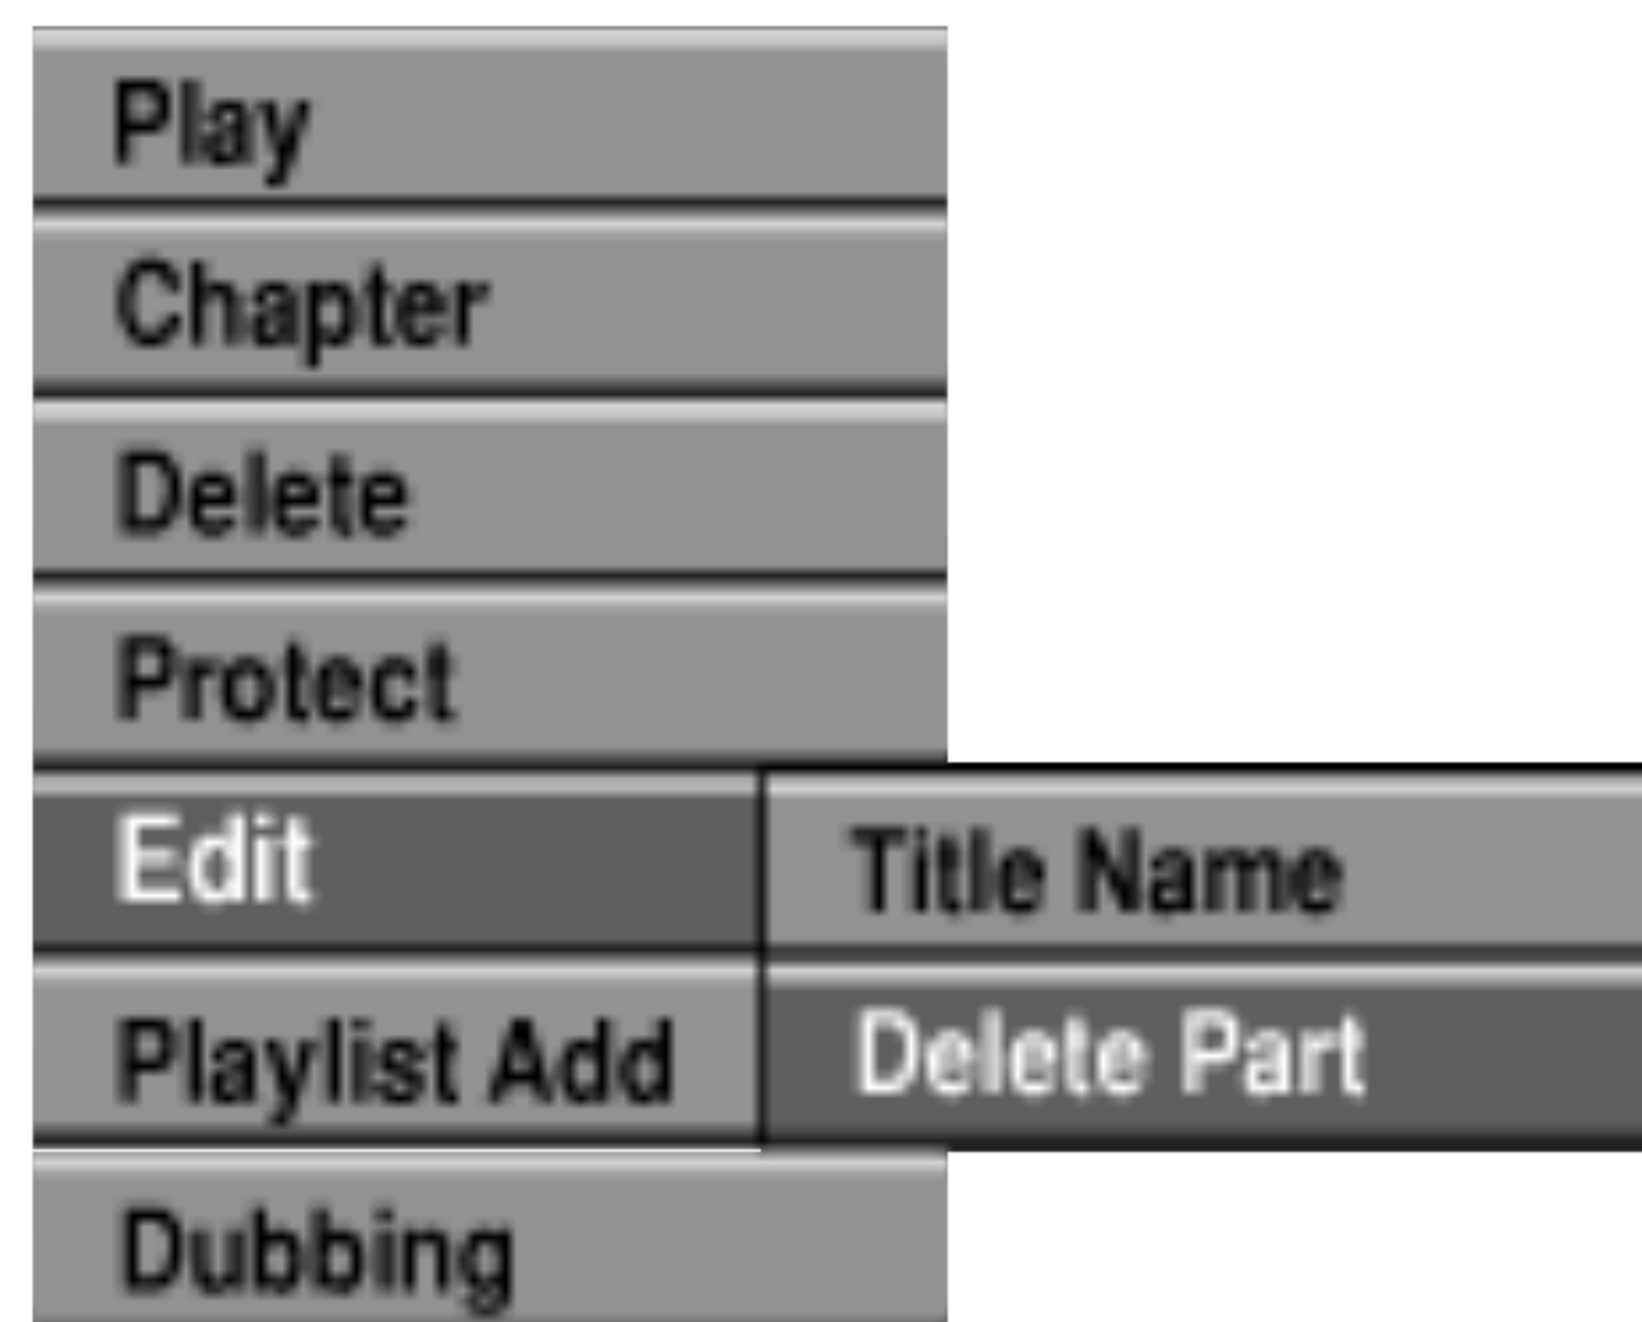 Play
Chapter
Delete
Protect
Edit
Title Name
Playlist Add
Delete Part
Dubbing